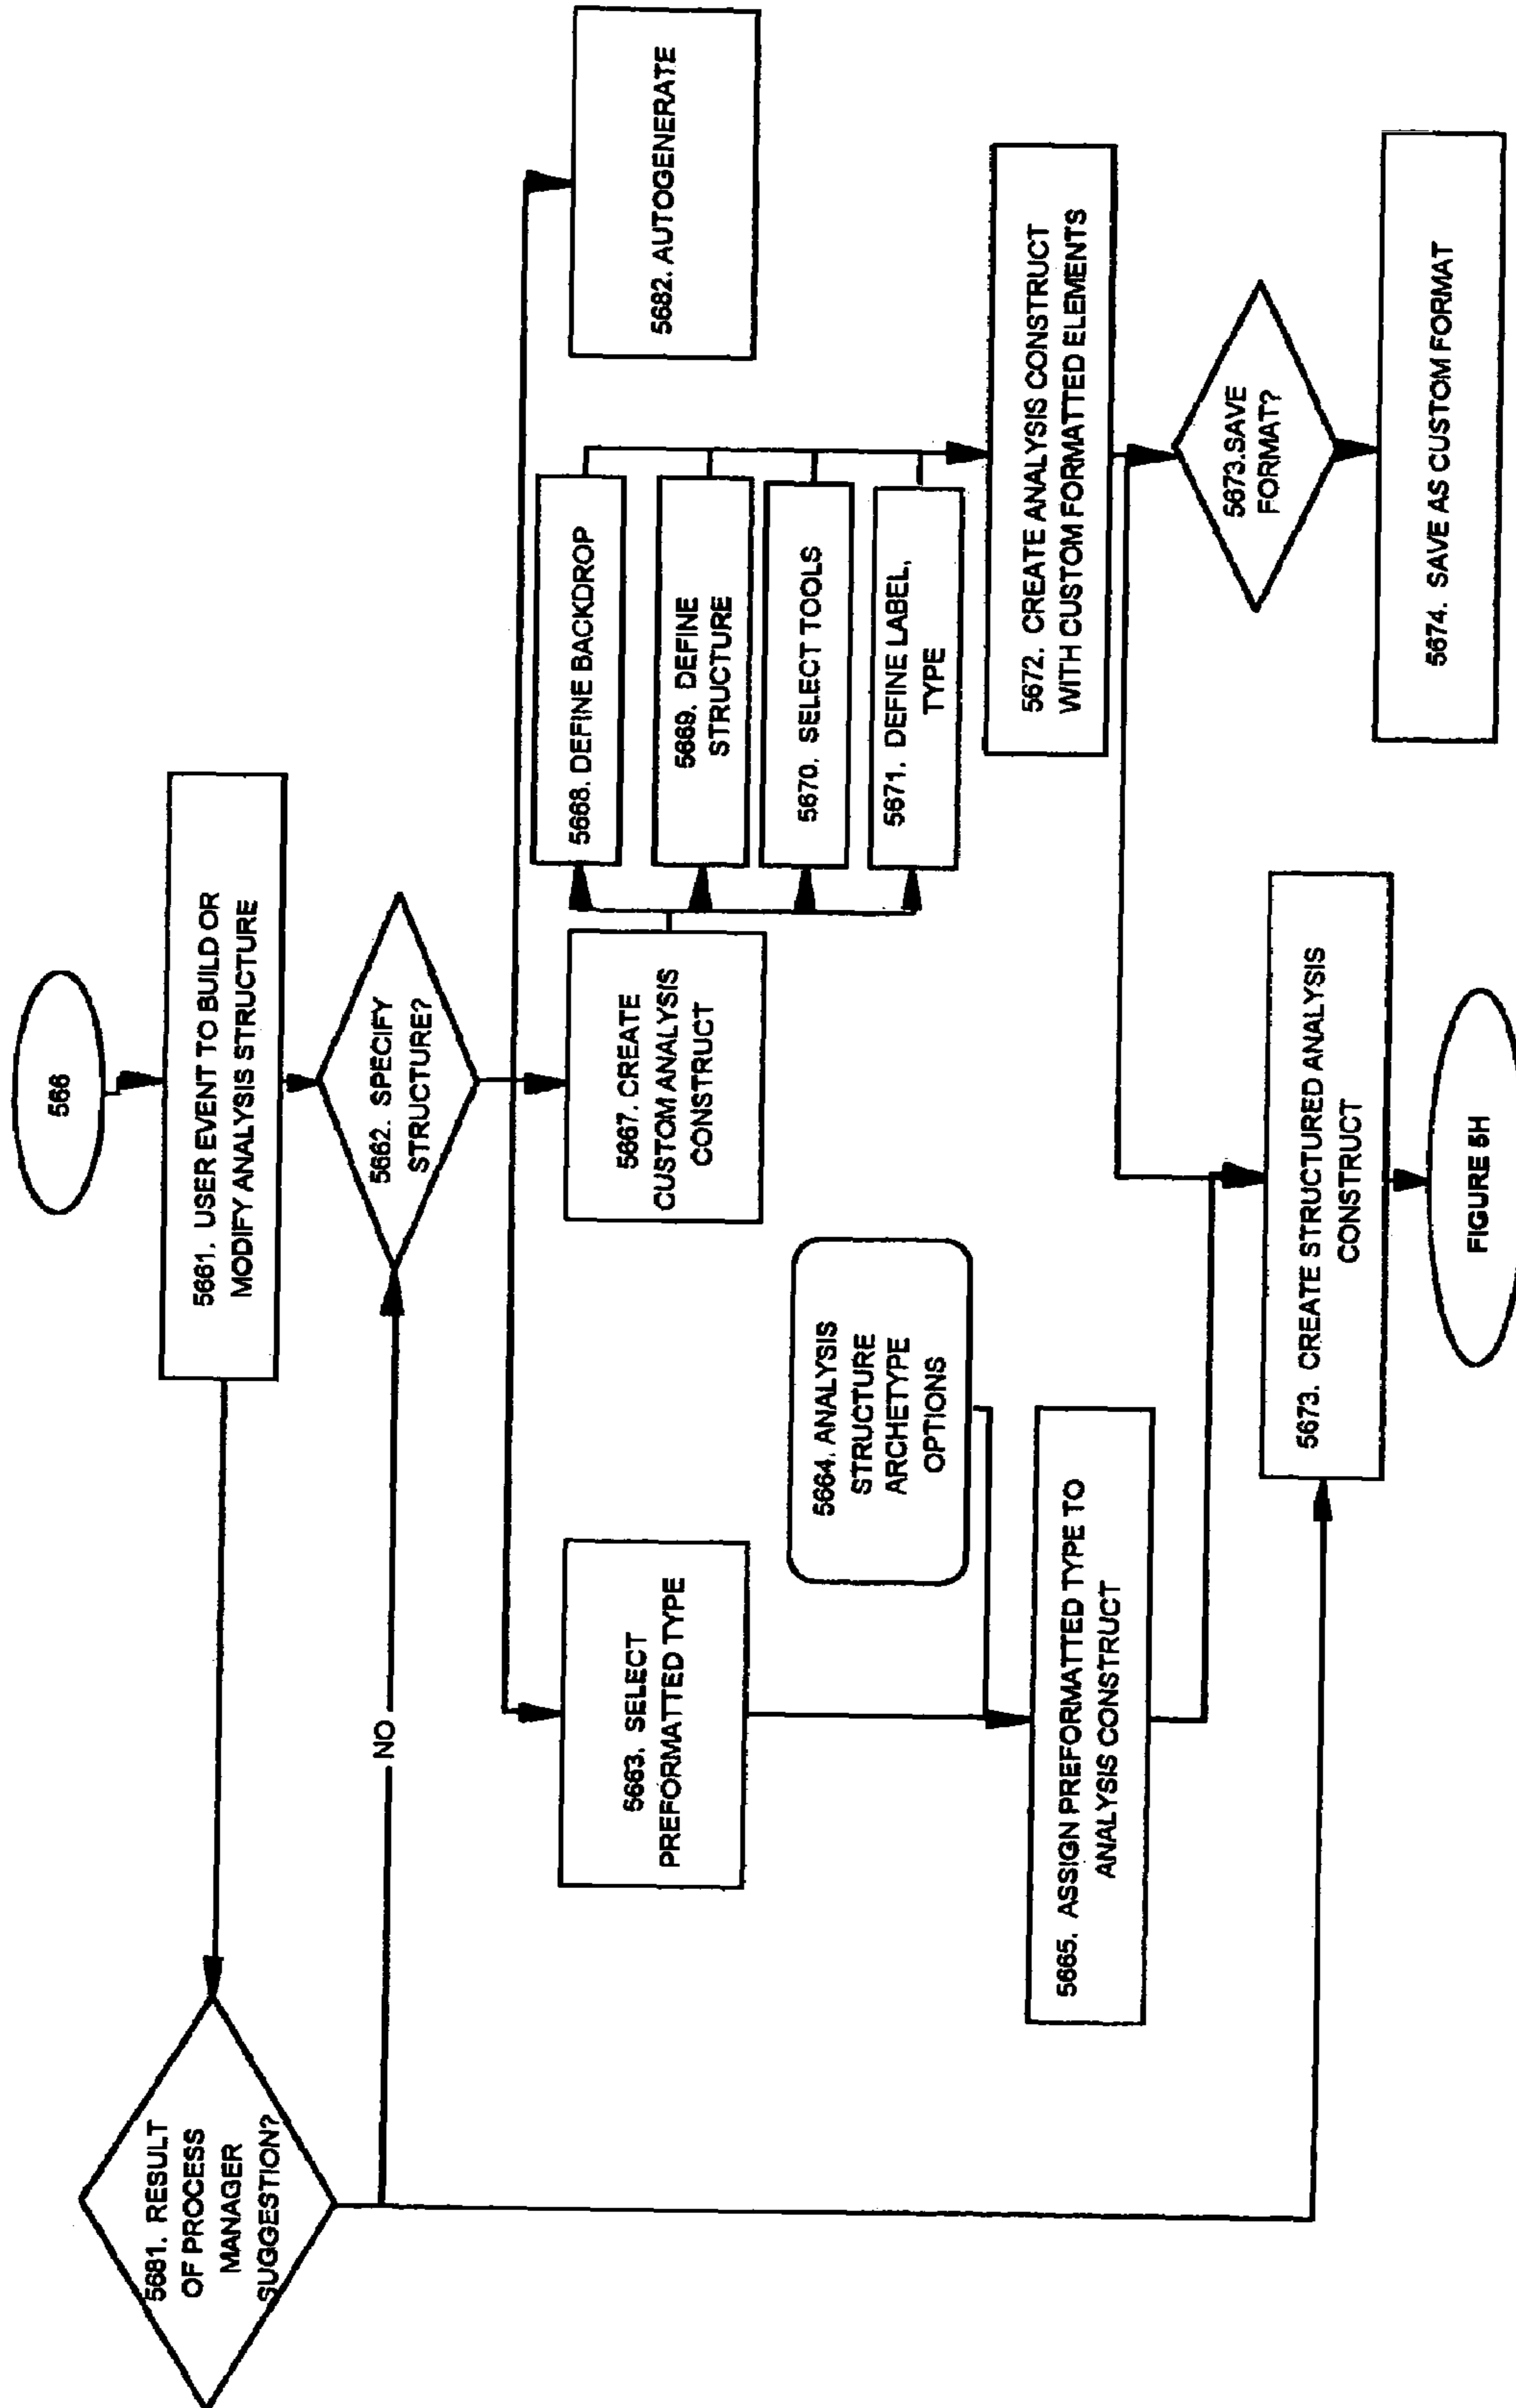 566
5661. USER EVENT TO BUILD OR
MODIFY ANALYSIS STRUCTURE
5681. RESULT
OF PROCESS
MANAGER
SUGGESTION?
NO
5662. SPECIFY
STRUCTURE?
5663. SELECT
PREFORMATTED TYPE
5667. CREATE
CUSTOM ANALYSIS
CONSTRUCT
5668. DEFINE BACKDROP
5669. DEFINE
STRUCTURE
5670. SELECT TOOLS
5671. DEFINE LABEL,
TYPE
5682. AUTOGENERATE
5664. ANALYSIS
STRUCTURE
ARCHETYPE
OPTIONS
5665. ASSIGN PREFORMATTED TYPE TO
ANALYSIS CONSTRUCT
5672. CREATE ANALYSIS CONSTRUCT
WITH CUSTOM FORMATTED ELEMENTS
5673. CREATE STRUCTURED ANALYSIS
CONSTRUCT
5673.SAVE
FORMAT?
5674. SAVE AS CUSTOM FORMAT
FIGURE 5H